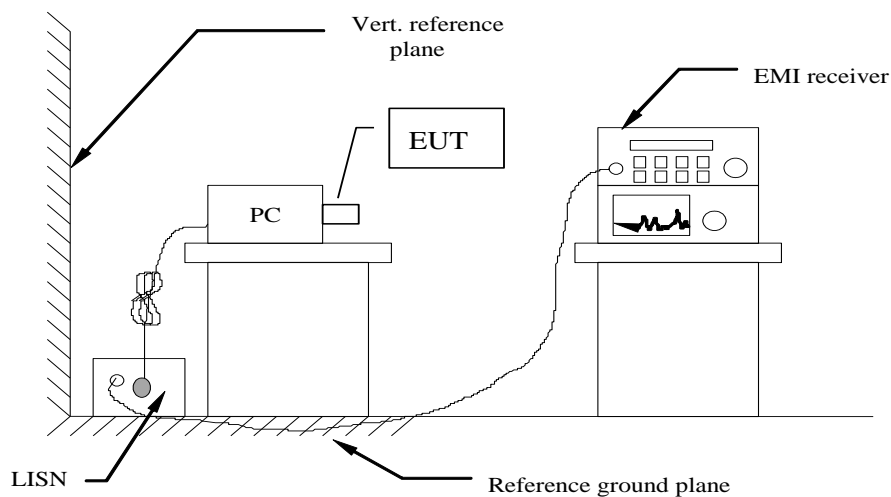 Vert. reference
plane
EMI receiver
EUT
PC
LISN
Reference ground plane